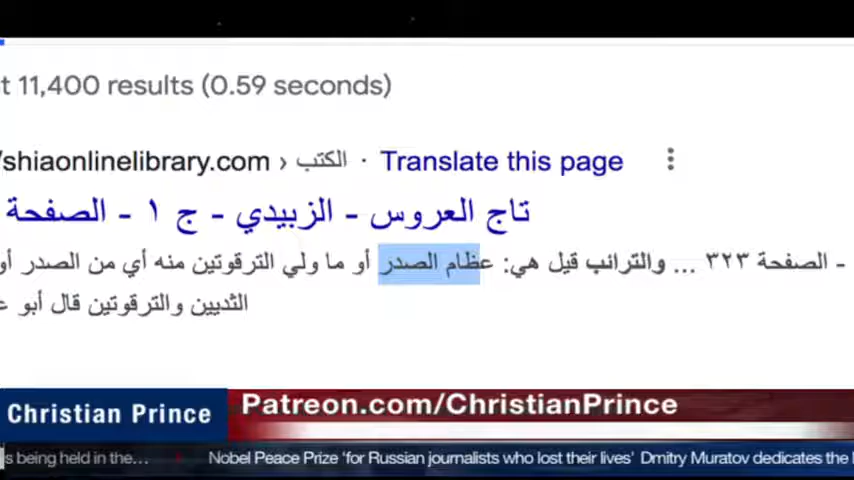 t 11,400 results (0.59 seconds)
/shiaonlinelibrary.com › الكتب · Translate this page
تاج العروس - الزبيدي - ج ١ - الصفحة
- الصفحة ٣٢٣ ... والترائب قيل هي: عظام الصدر أو ما ولي الترقوتين منه أي من الصدر أو
الثديين والترقوتين قال أبو
Christian Prince
Patreon.com/ChristianPrince
s being held in the... Nobel Peace Prize 'for Russian journalists who lost their lives' Dmitry Muratov dedicates the